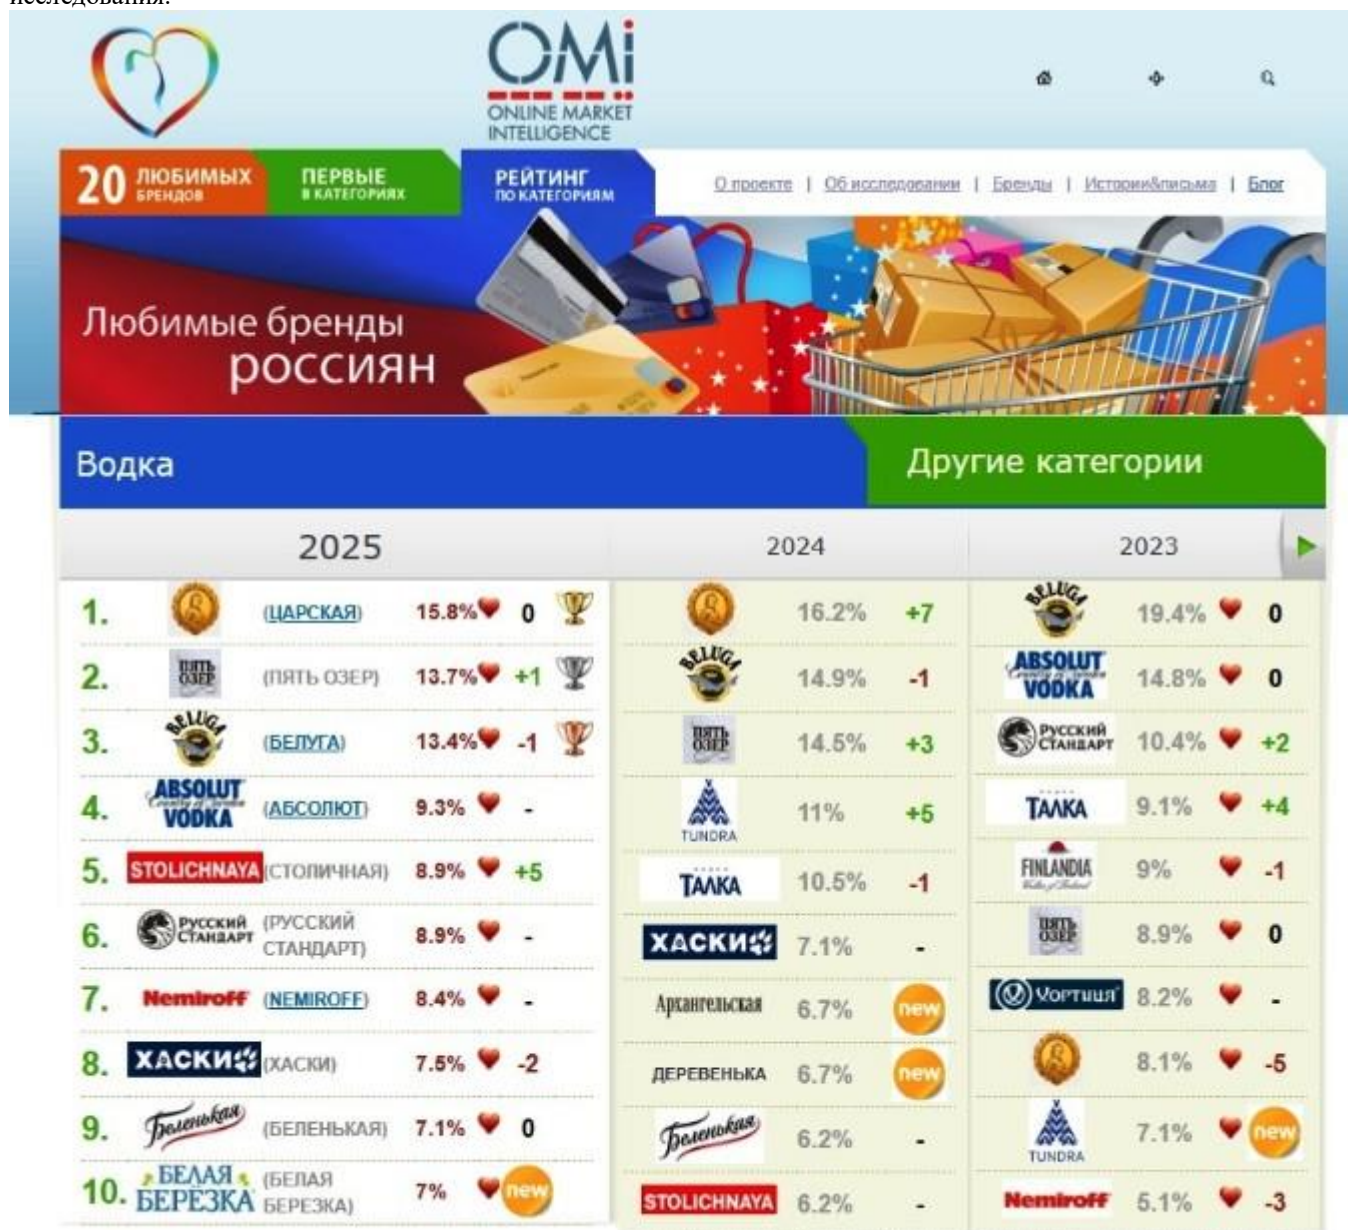 исследования.
OMi
ONLINE MARKET
INTELLIGENCE
20 ЛЮБИМЫХ БРЕНДОВ
ПЕРВЫЕ В КАТЕГОРИЯХ
РЕЙТИНГ ПО КАТЕГОРИЯМ
О проекте | Об исследовании | Бренды | Истории&письма | Блог
Любимые бренды
россиян
Водка
Другие категории
2025 2024 2023
1. (ЦАРСКАЯ) 15.8% 0 16.2% +7 BELUGA 19.4% 0
2. ПЯТЬ ОЗЕР (ПЯТЬ ОЗЕР) 13.7% +1 BELUGA 14.9% -1 ABSOLUT Country of Sweden VODKA 14.8% 0
3. BELUGA (БЕЛУГА) 13.4% -1 ПЯТЬ ОЗЕР 14.5% +3 РУССКИЙ СТАНДАРТ 10.4% +2
4. ABSOLUT Country of Sweden VODKA (АБСОЛЮТ) 9.3% - TUNDRA 11% +5 ТАЛКА 9.1% +4
5. STOLICHNAYA (СТОЛИЧНАЯ) 8.9% +5 ТАЛКА 10.5% -1 FINLANDIA 9% -1
6. РУССКИЙ СТАНДАРТ (РУССКИЙ СТАНДАРТ) 8.9% - ХАСКИ 7.1% - ПЯТЬ ОЗЕР 8.9% 0
7. Nemiroff (NEMIROFF) 8.4% - Архангельская 6.7% new Хортиця 8.2% -
8. ХАСКИ (ХАСКИ) 7.5% -2 ДЕРЕВЕНЬКА 6.7% new 8.1% -5
9. Беленькая (БЕЛЕНЬКАЯ) 7.1% 0 Беленькая 6.2% - TUNDRA 7.1% new
10. БЕЛАЯ БЕРЁЗКА (БЕЛАЯ БЕРЕЗКА) 7% new STOLICHNAYA 6.2% - Nemiroff 5.1% -3